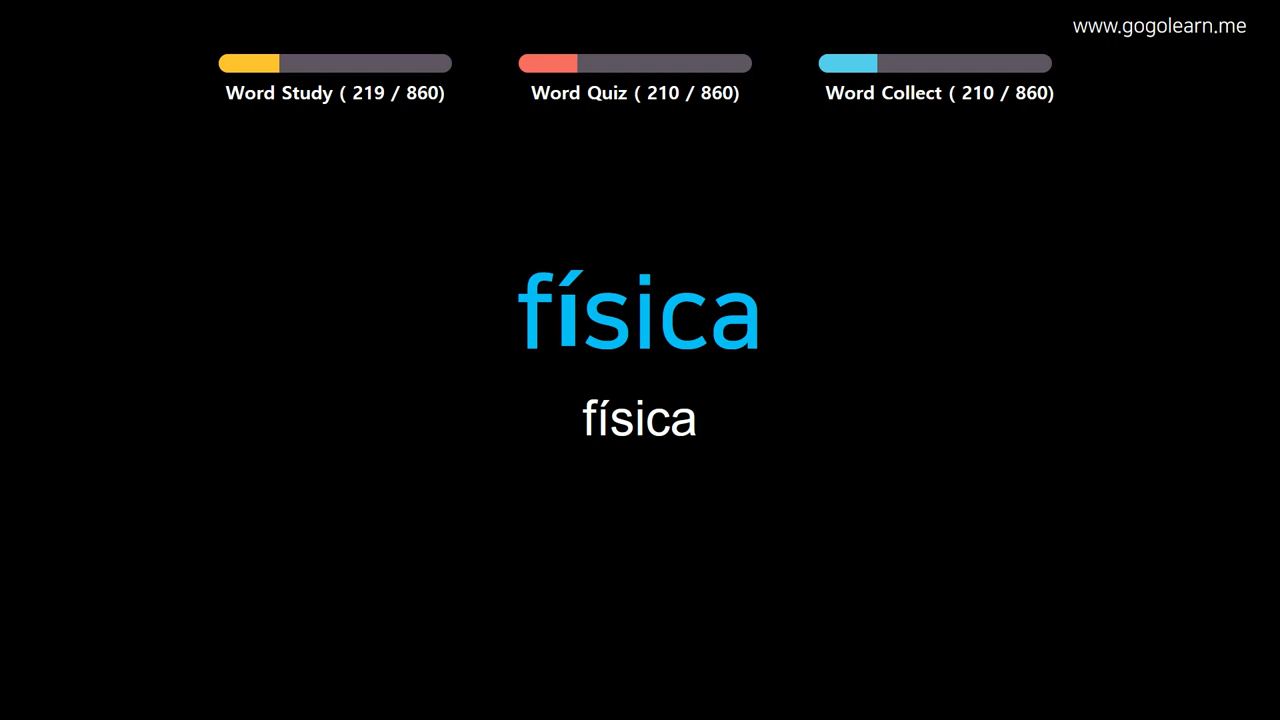 www.gogolearn.me
Word Study ( 219 / 860)
Word Quiz ( 210 / 860)
Word Collect ( 210 / 860)
física
física